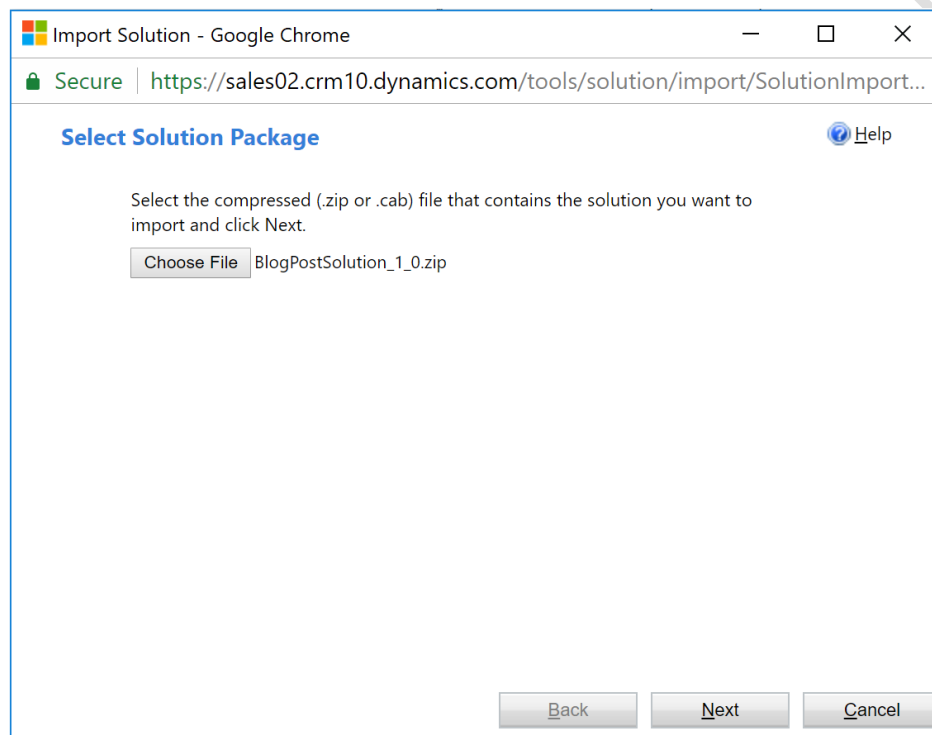 Import Solution - Google Chrome
Secure https://sales02.crm10.dynamics.com/tools/solution/import/SolutionImport...
Select Solution Package
Help
Select the compressed (.zip or .cab) file that contains the solution you want to
import and click Next.
Choose File BlogPostSolution_1_0.zip
Back Next Cancel